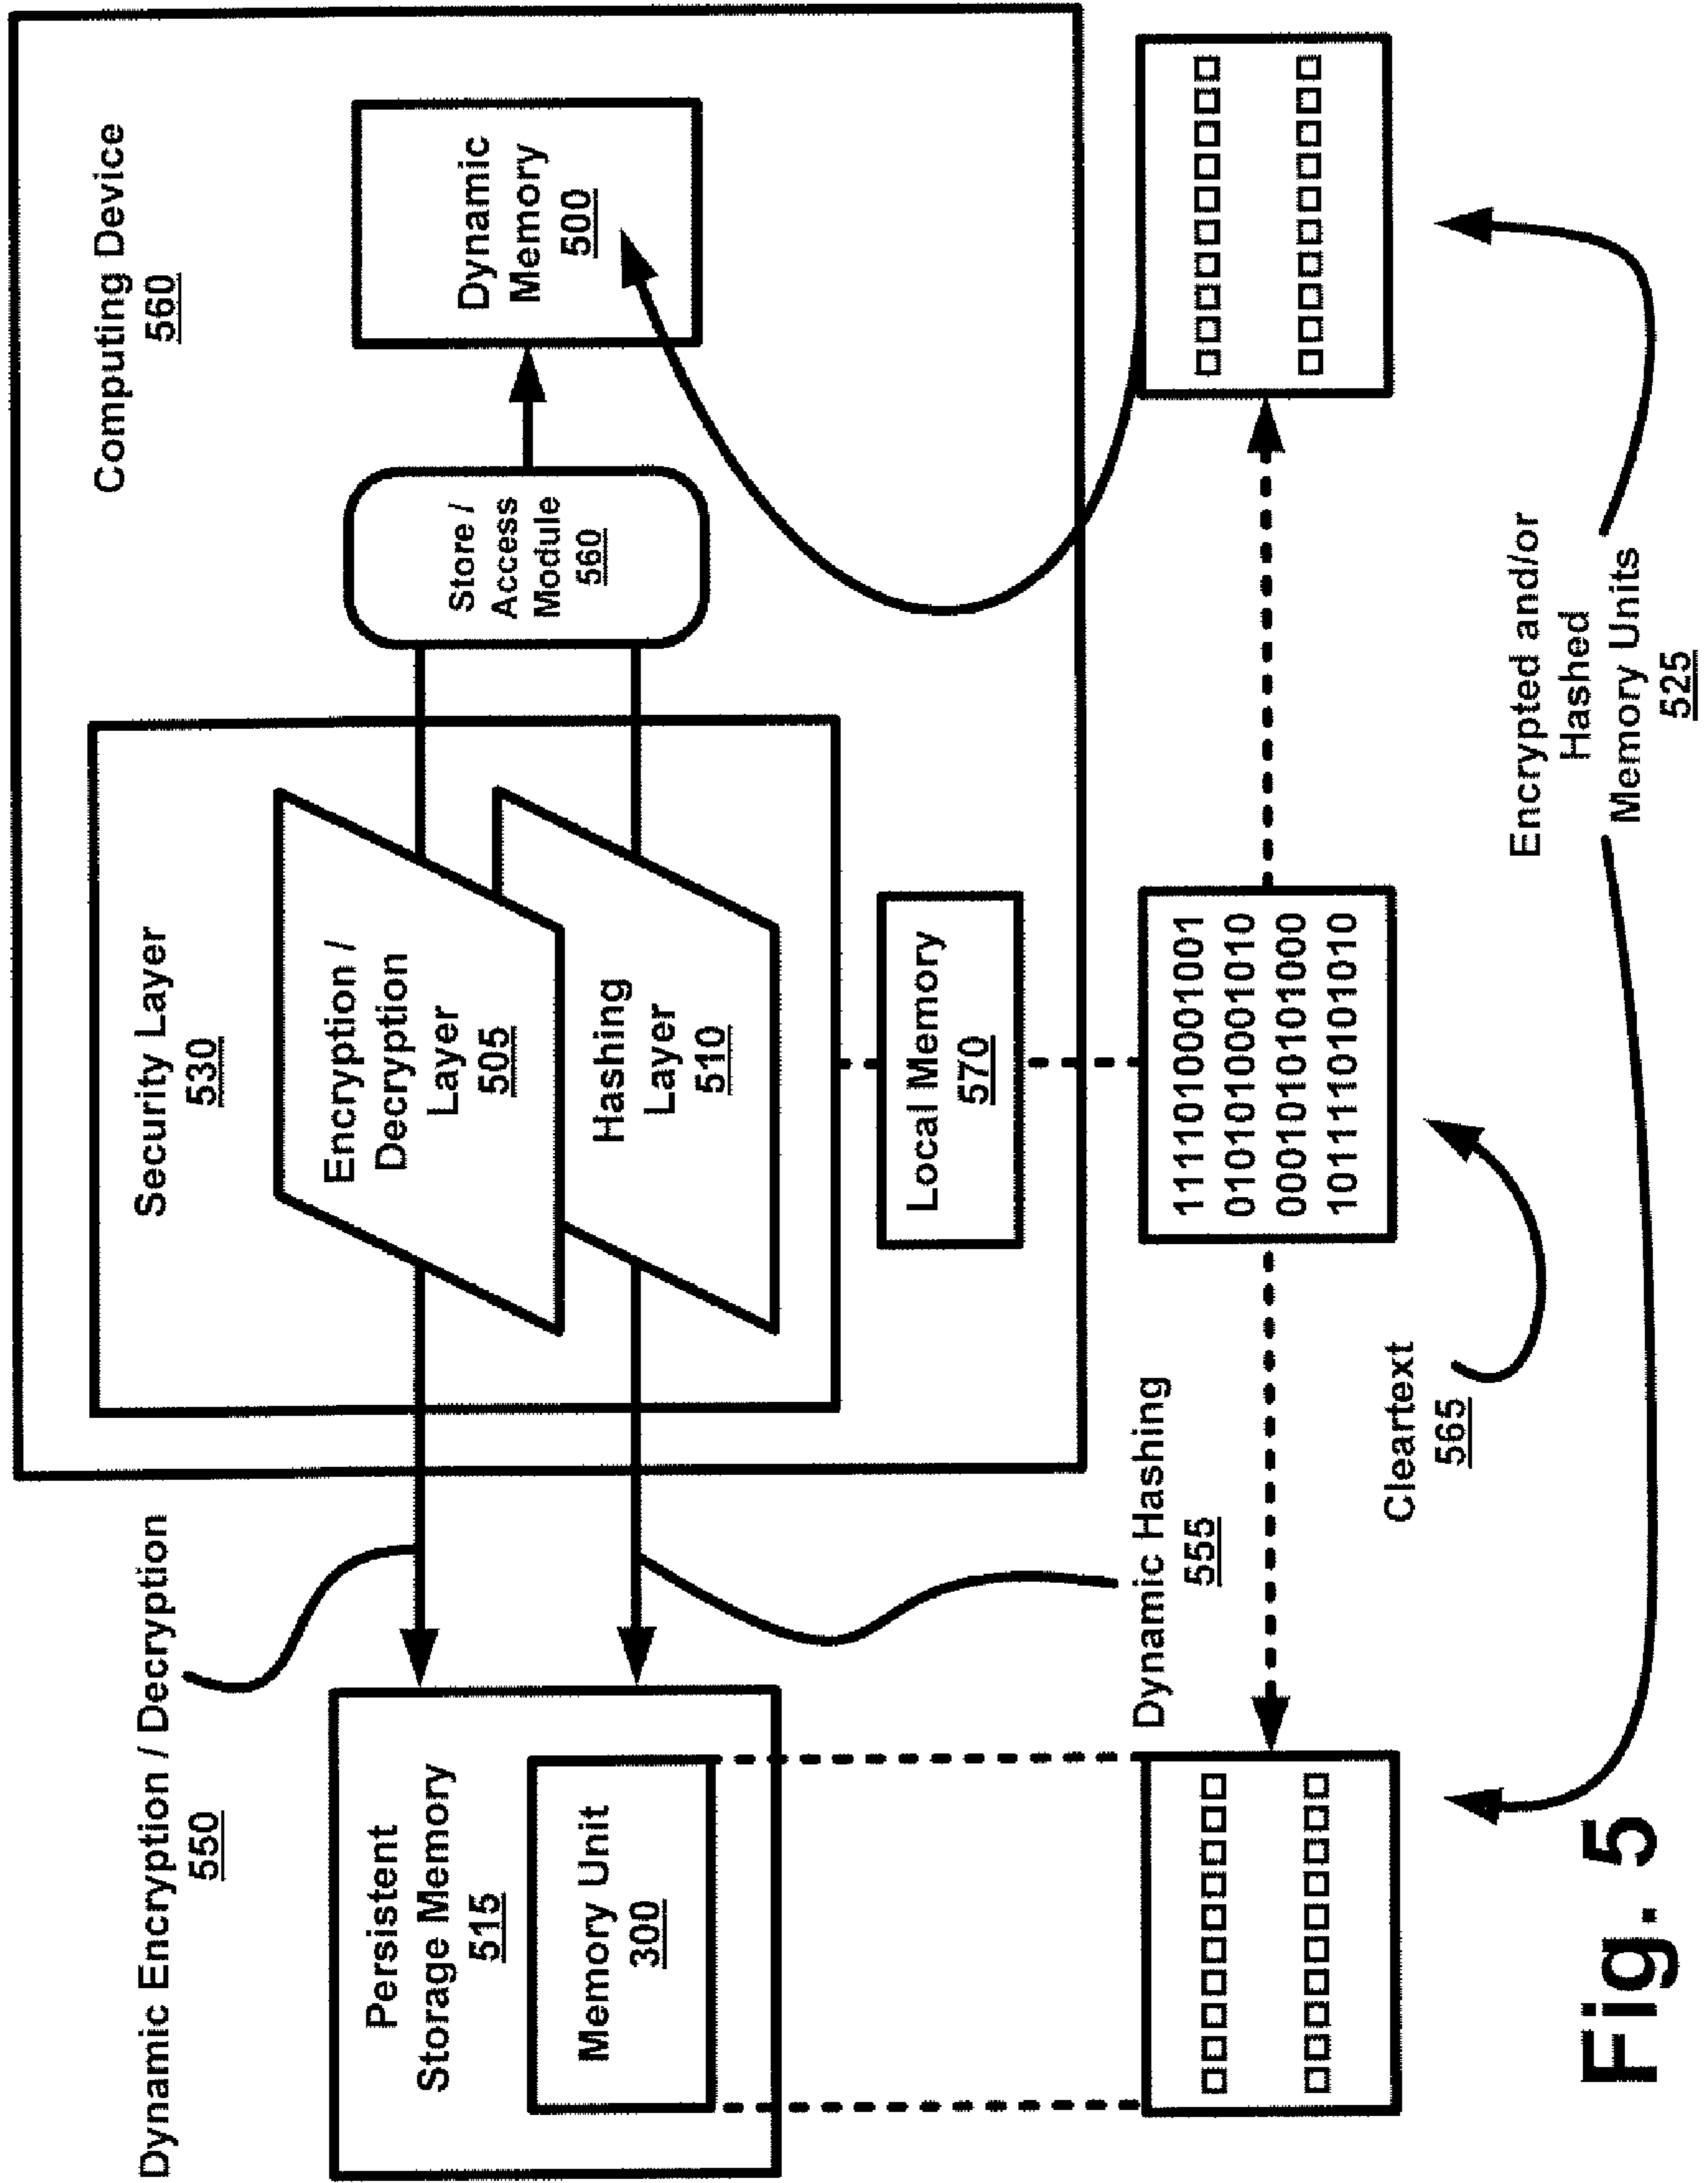 Dynamic Encryption / Decryption
550
Persistent
Storage Memory
515
Memory Unit
300
Dynamic Hashing
555
Security Layer
530
Encryption /
Decryption
Layer
505
Hashing
Layer
510
Local Memory
570
Computing Device
560
Store /
Access
Module
560
Dynamic
Memory
500
1111010001001
0101010001010
0001010101000
1011110101010
Cleartext
565
Encrypted and/or
Hashed
Memory Units
525
Fig. 5